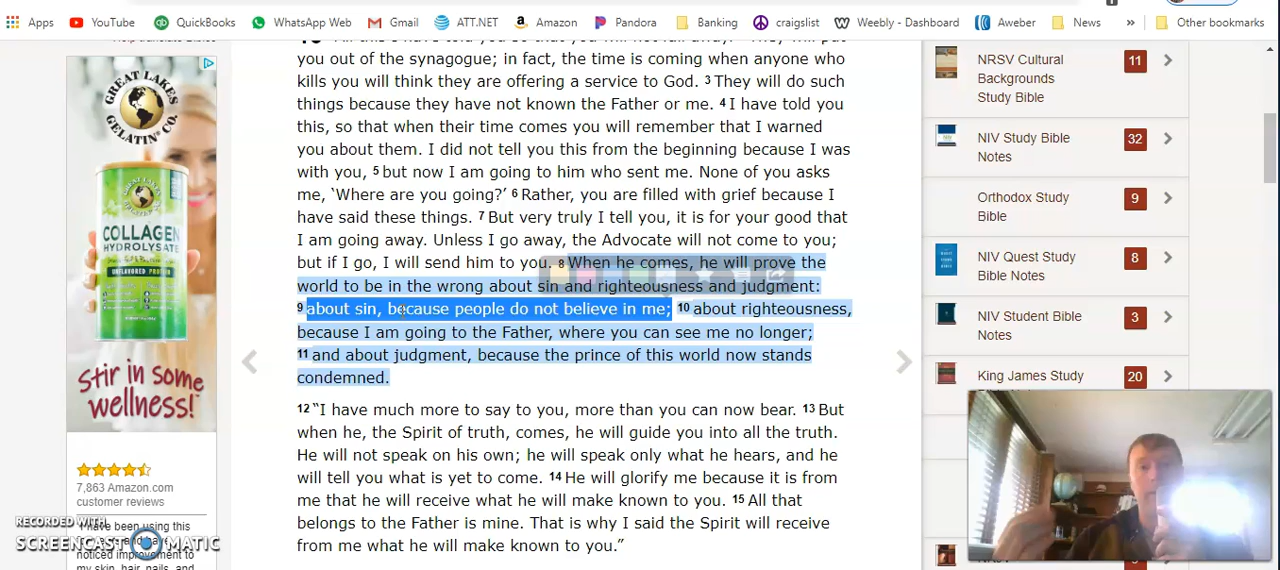 Apps YouTube QuickBooks WhatsApp Web Gmail ATT.NET Amazon Pandora Banking craigslist Weebly - Dashboard Aweber News » Other bookmarks
out of the synagogue; in fact, the time is coming when anyone who
kills you will think they are offering a service to God. 3 They will do such
things because they have not known the Father or me. 4 I have told you
this, so that when their time comes you will remember that I warned
you about them. I did not tell you this from the beginning because I was
with you, 5 but now I am going to him who sent me. None of you asks
me, ‘Where are you going?’ 6 Rather, you are filled with grief because I
have said these things. 7 But very truly I tell you, it is for your good that
I am going away. Unless I go away, the Advocate will not come to you;
but if I go, I will send him to you. 8 When he comes, he will prove the
world to be in the wrong about sin and righteousness and judgment:
9 about sin, because people do not believe in me; 10 about righteousness,
because I am going to the Father, where you can see me no longer;
11 and about judgment, because the prince of this world now stands
condemned.
12 “I have much more to say to you, more than you can now bear. 13 But
when he, the Spirit of truth, comes, he will guide you into all the truth.
He will not speak on his own; he will speak only what he hears, and he
will tell you what is yet to come. 14 He will glorify me because it is from
me that he will receive what he will make known to you. 15 All that
belongs to the Father is mine. That is why I said the Spirit will receive
from me what he will make known to you.”
GREAT LAKES
GELATIN CO.
COLLAGEN
HYDROLYSATE
UNFLAVORED PROTEIN
Stir in some
wellness!
7,863 Amazon.com
customer reviews
I have been using this
noticed improvement to
my skin, hair, nails, and
RECORDED WITH
SCREENCAST MATIC
NRSV Cultural 11
Backgrounds
Study Bible
NIV Study Bible 32
Notes
Orthodox Study 9
Bible
NIV Quest Study 8
Bible Notes
NIV Student Bible 3
Notes
King James Study 20